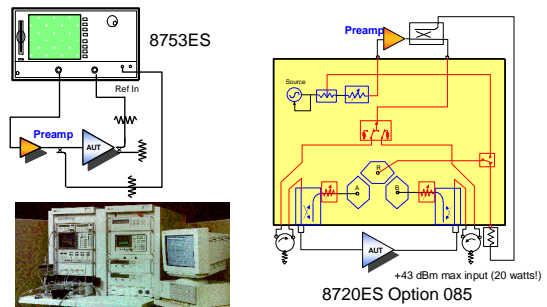 8753ES
Ref In
Preamp
AUT
Preamp
Source
R
A
B
AUT
+43 dBm max input (20 watts!)
8720ES Option 085